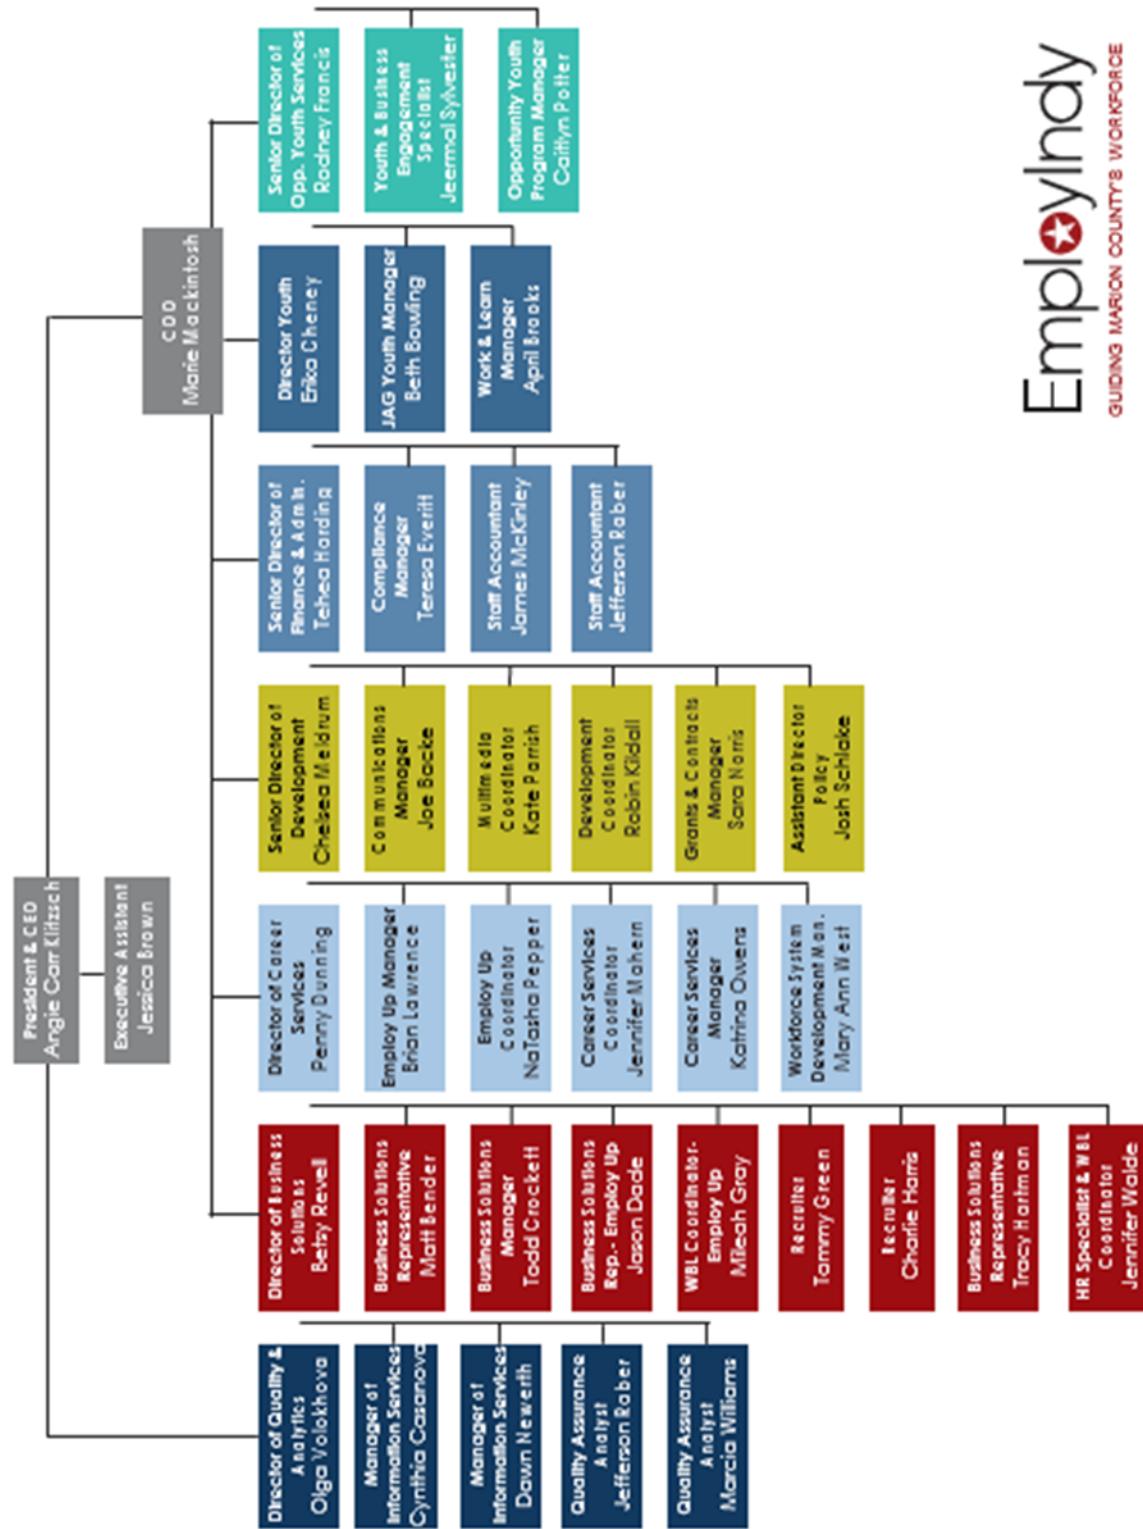 President & CEO
Angie Carr Klitzsch
Executive Assistant
Jessica Brown
COO
Marie Mackintosh
Director of Quality &
Analytics
Olga Volokhova
Manager of
Information Services
Cynthia Casanova
Manager of
Information Services
Dawn Newerth
Quality Assurance
Analyst
Jefferson Raber
Quality Assurance
Analyst
Marcia Williams
Director of Business
Solutions
Betsy Revell
Business Solutions
Representative
Matt Bender
Business Solutions
Manager
Todd Crockett
Business Solutions
Rep.- Employ Up
Jason Dade
WBL Coordinator-
Employ Up
Mileah Gray
Recruiter
Tammy Green
Recruiter
Charlie Harris
Business Solutions
Representative
Tracy Hartman
HR Specialist & WBL
Coordinator
Jennifer Walde
Director of Career
Services
Penny Dunning
Employ Up Manager
Brian Lawrence
Employ Up
Coordinator
NaTasha Pepper
Career Services
Coordinator
Jennifer Mahern
Career Services
Manager
Katrina Owens
Workforce System
Development Man.
Mary Ann West
Senior Director of
Development
Chelsea Meldrum
Communications
Manager
Joe Backe
Multimedia
Coordinator
Kate Parrish
Development
Coordinator
Robin Kildall
Grants & Contracts
Manager
Sara Norris
Assistant Director
Policy
Josh Schlake
Senior Director of
Finance & Admin.
Tehea Harding
Compliance
Manager
Teresa Everitt
Staff Accountant
James McKinley
Staff Accountant
Jefferson Raber
Director Youth
Erika Cheney
JAG Youth Manager
Beth Bowling
Work & Learn
Manager
April Brooks
Senior Director of
Opp. Youth Services
Rodney Francis
Youth & Business
Engagement
Specialist
Jeermal Sylvester
Opportunity Youth
Program Manager
Caitlyn Potter
EmployIndy
GUIDING MARION COUNTY'S WORKFORCE